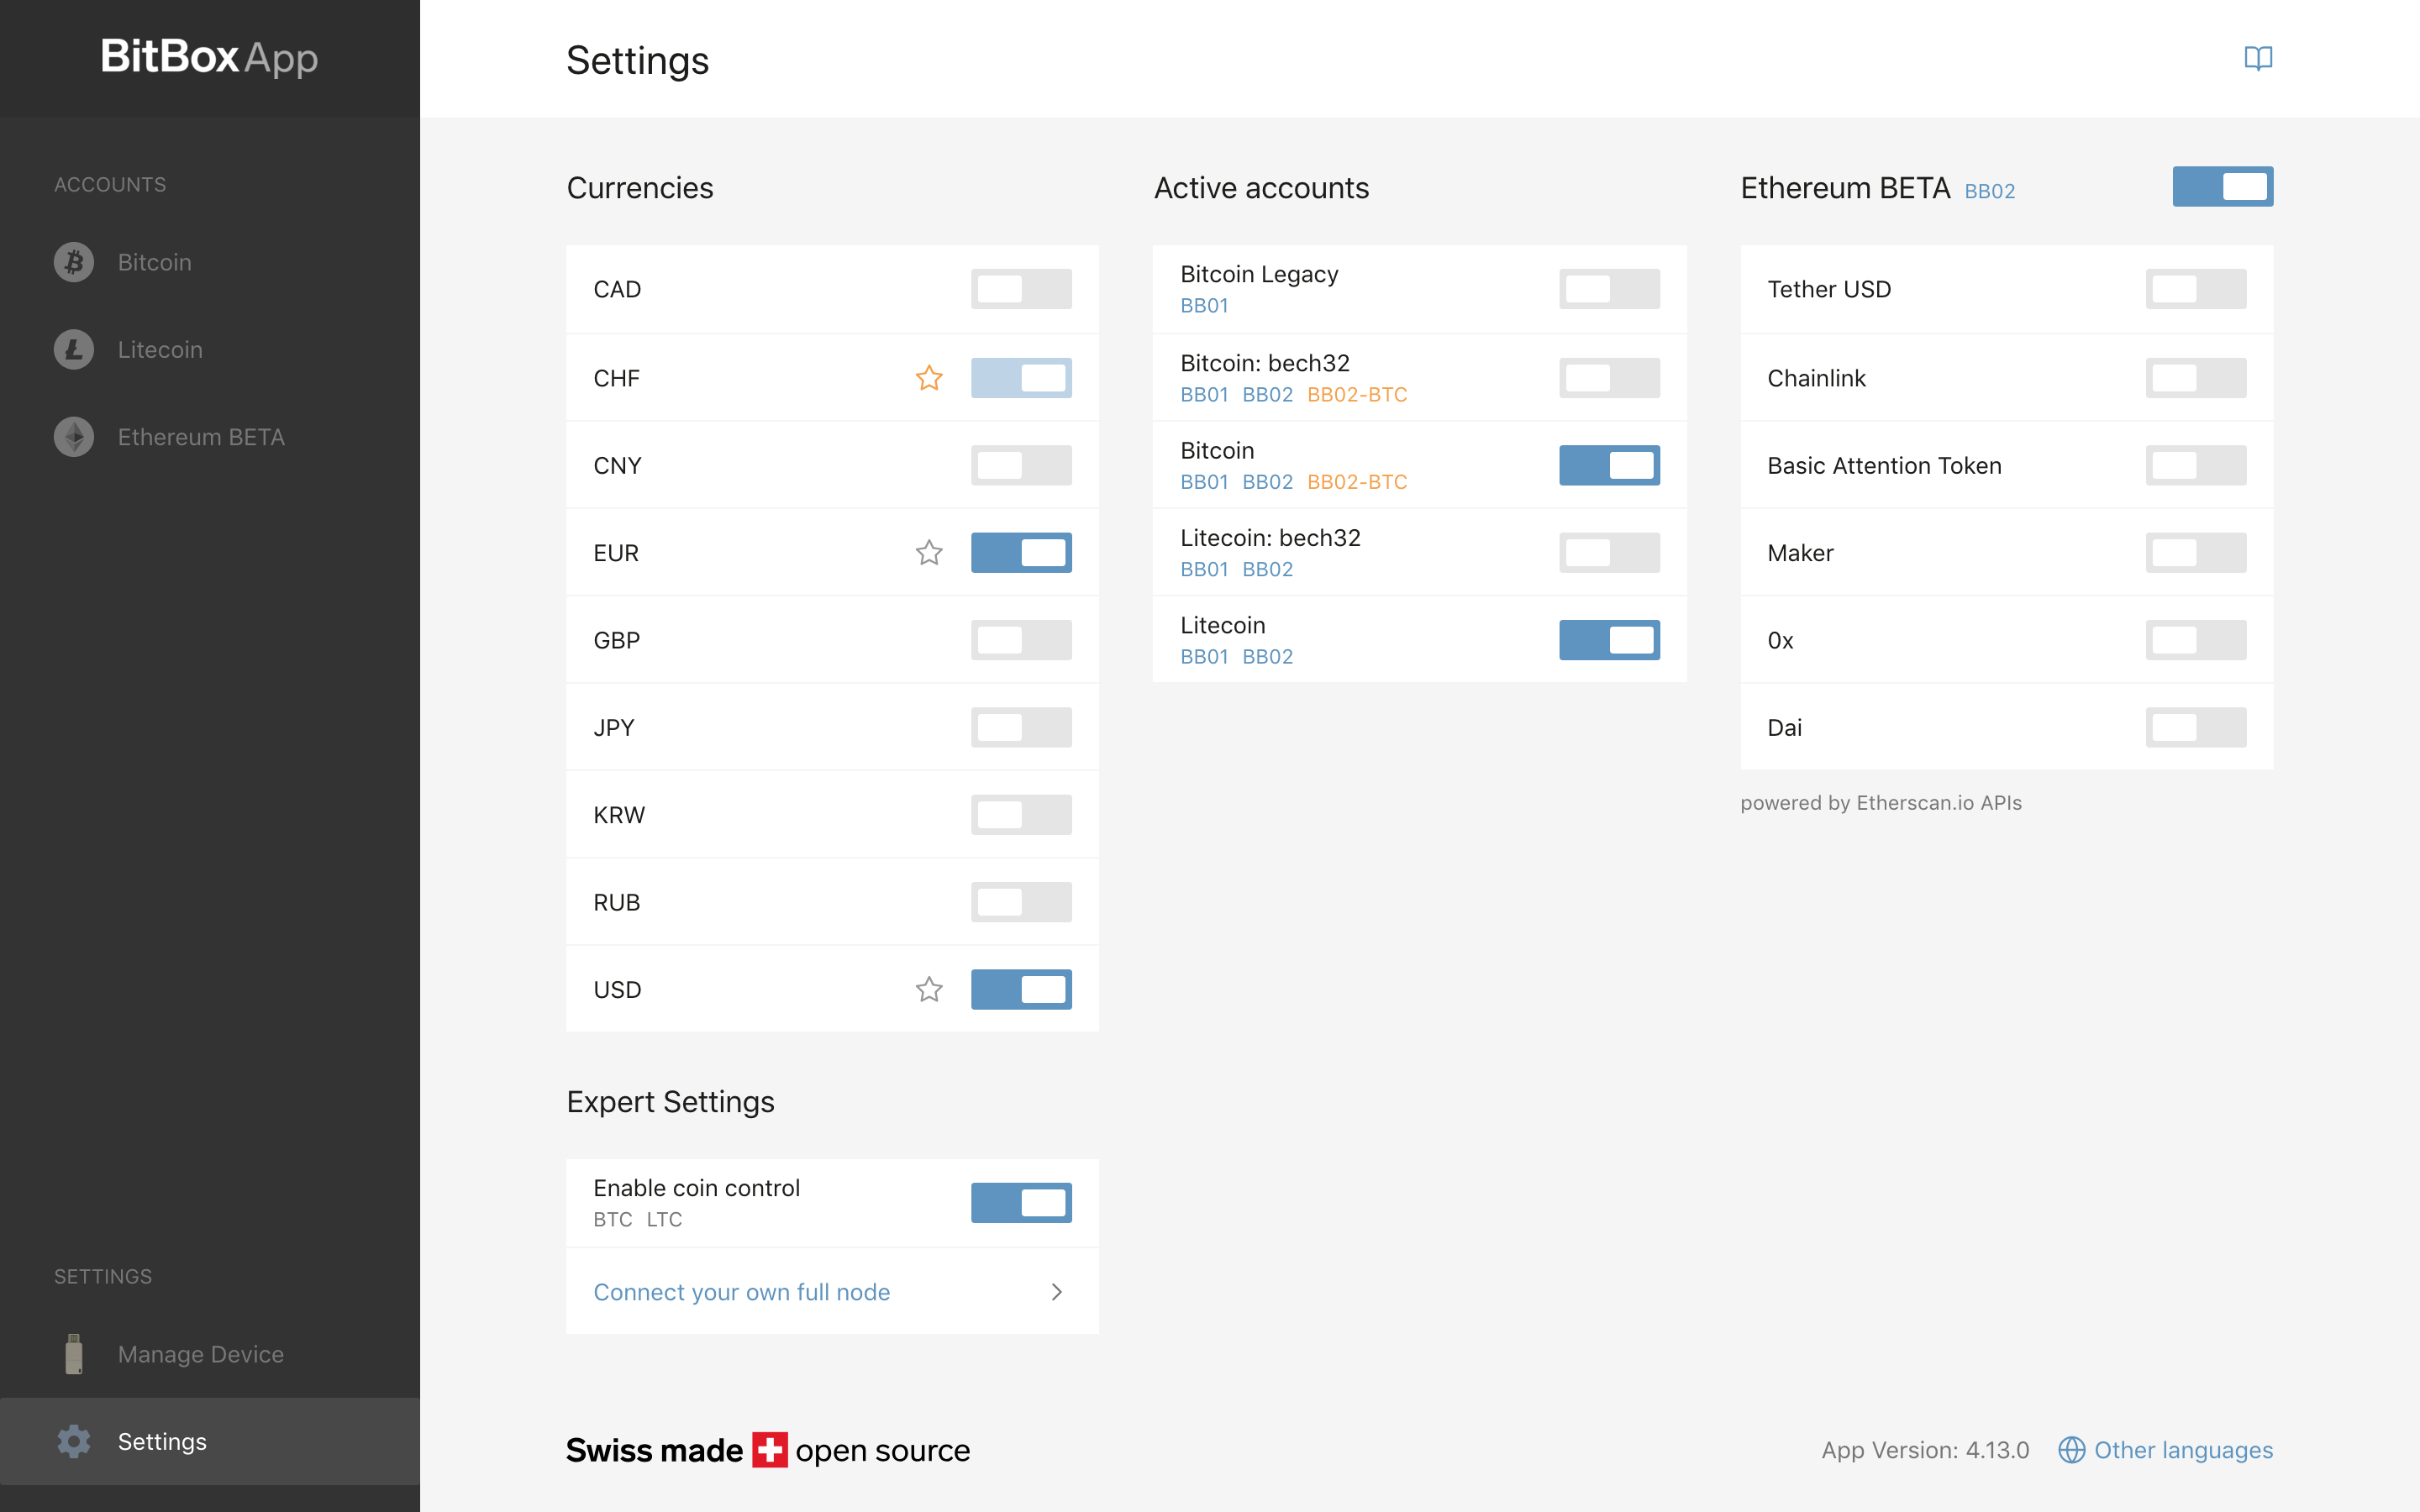 BitBoxApp
ACCOUNTS
Bitcoin
Litecoin
Ethereum BETA
SETTINGS
Manage Device
Settings
Settings
Currencies
CAD
CHF
CNY
EUR
GBP
JPY
KRW
RUB
USD
Expert Settings
Enable coin control
BTC LTC
Connect your own full node
Active accounts
Bitcoin Legacy
BB01
Bitcoin: bech32
BB01 BB02 BB02-BTC
Bitcoin
BB01 BB02 BB02-BTC
Litecoin: bech32
BB01 BB02
Litecoin
BB01 BB02
Ethereum BETA BB02
Tether USD
Chainlink
Basic Attention Token
Maker
0x
Dai
powered by Etherscan.io APIs
Swiss made open source
App Version: 4.13.0 Other languages